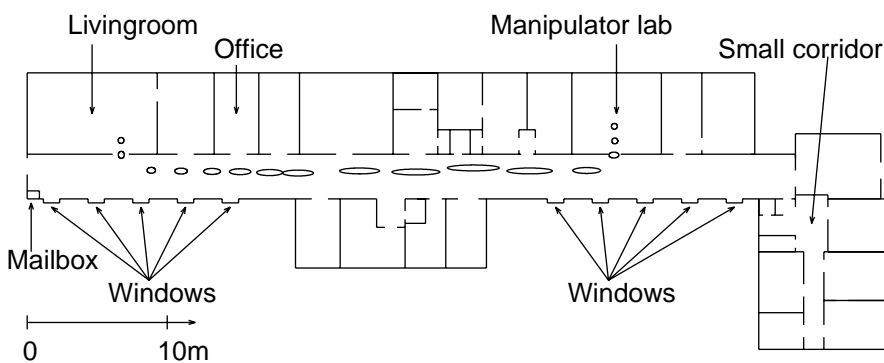 Livingroom
Office
Manipulator lab
Small corridor
Mailbox
Windows
Windows
0
10m